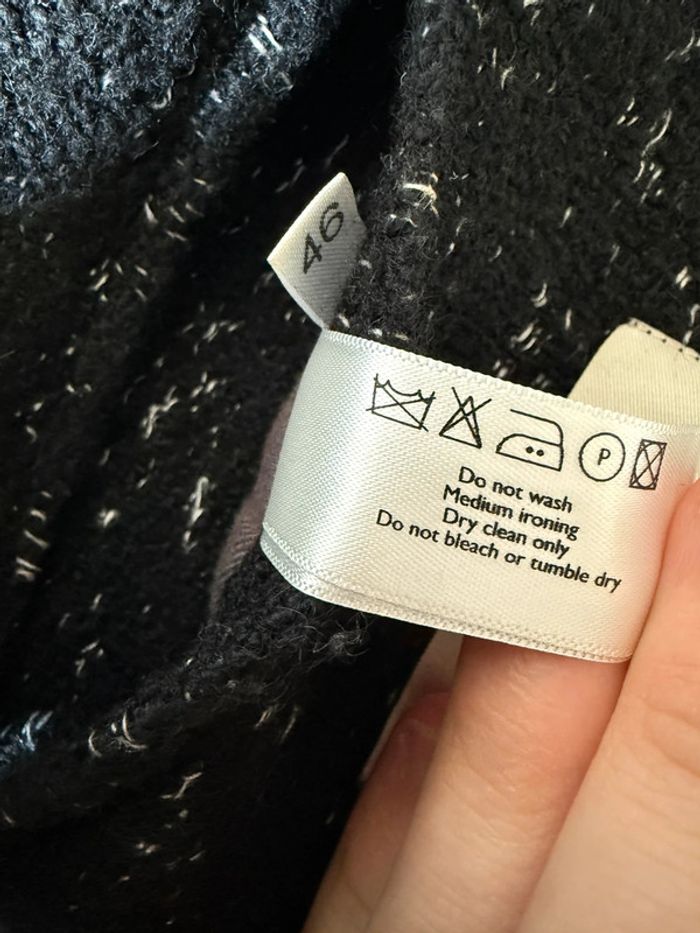 46
P
Do not wash
Medium ironing
Dry clean only
Do not bleach or tumble dry